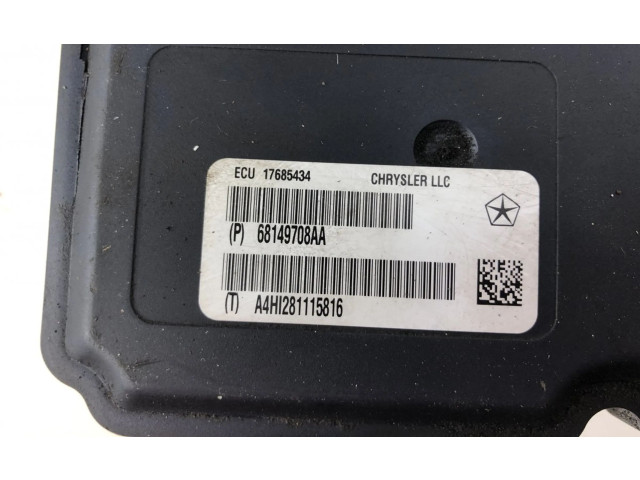 ECU 17685434 CHRYSLER LLC
(P) 68149708AA
(T) A4HI281115816